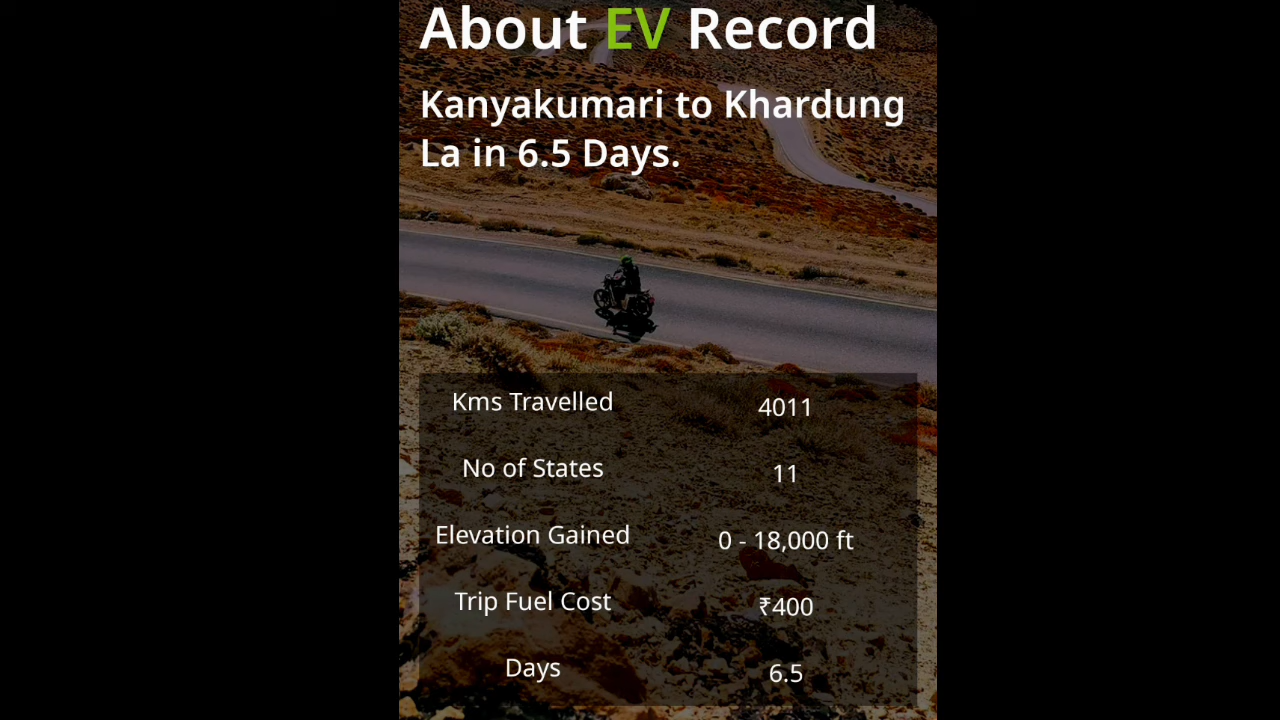 About EV Record
Kanyakumari to Khardung
La in 6.5 Days.
Kms Travelled 4011
No of States 11
Elevation Gained 0 - 18,000 ft
Trip Fuel Cost ₹400
Days 6.5